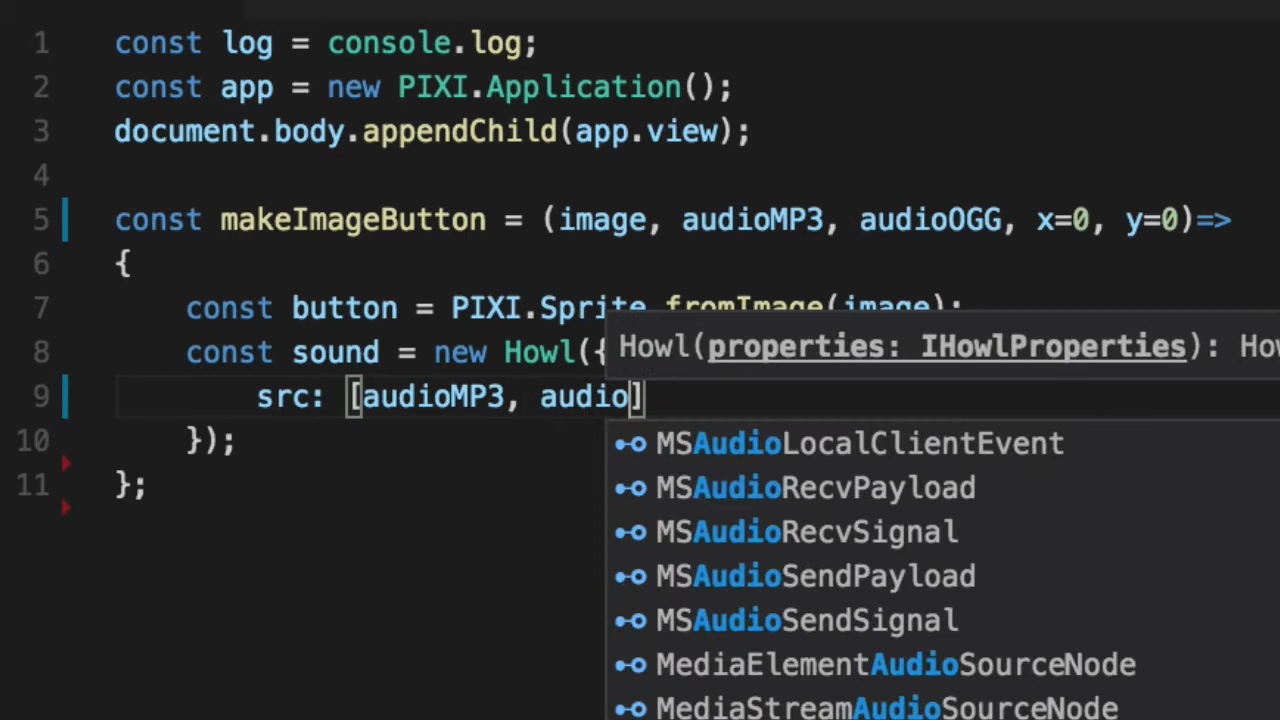 1 const log = console.log;
2 const app = new PIXI.Application();
3 document.body.appendChild(app.view);
4
5 const makeImageButton = (image, audioMP3, audioOGG, x=0, y=0)=>
6 {
7 const button = PIXI.Sprite.fromImage(image);
8 const sound = new Howl({
Howl(properties: IHowlProperties): How
9 src: [audioMP3, audio]
10 });
11 };
MSAudioLocalClientEvent
MSAudioRecvPayload
MSAudioRecvSignal
MSAudioSendPayload
MSAudioSendSignal
MediaElementAudioSourceNode
MediaStreamAudioSourceNode